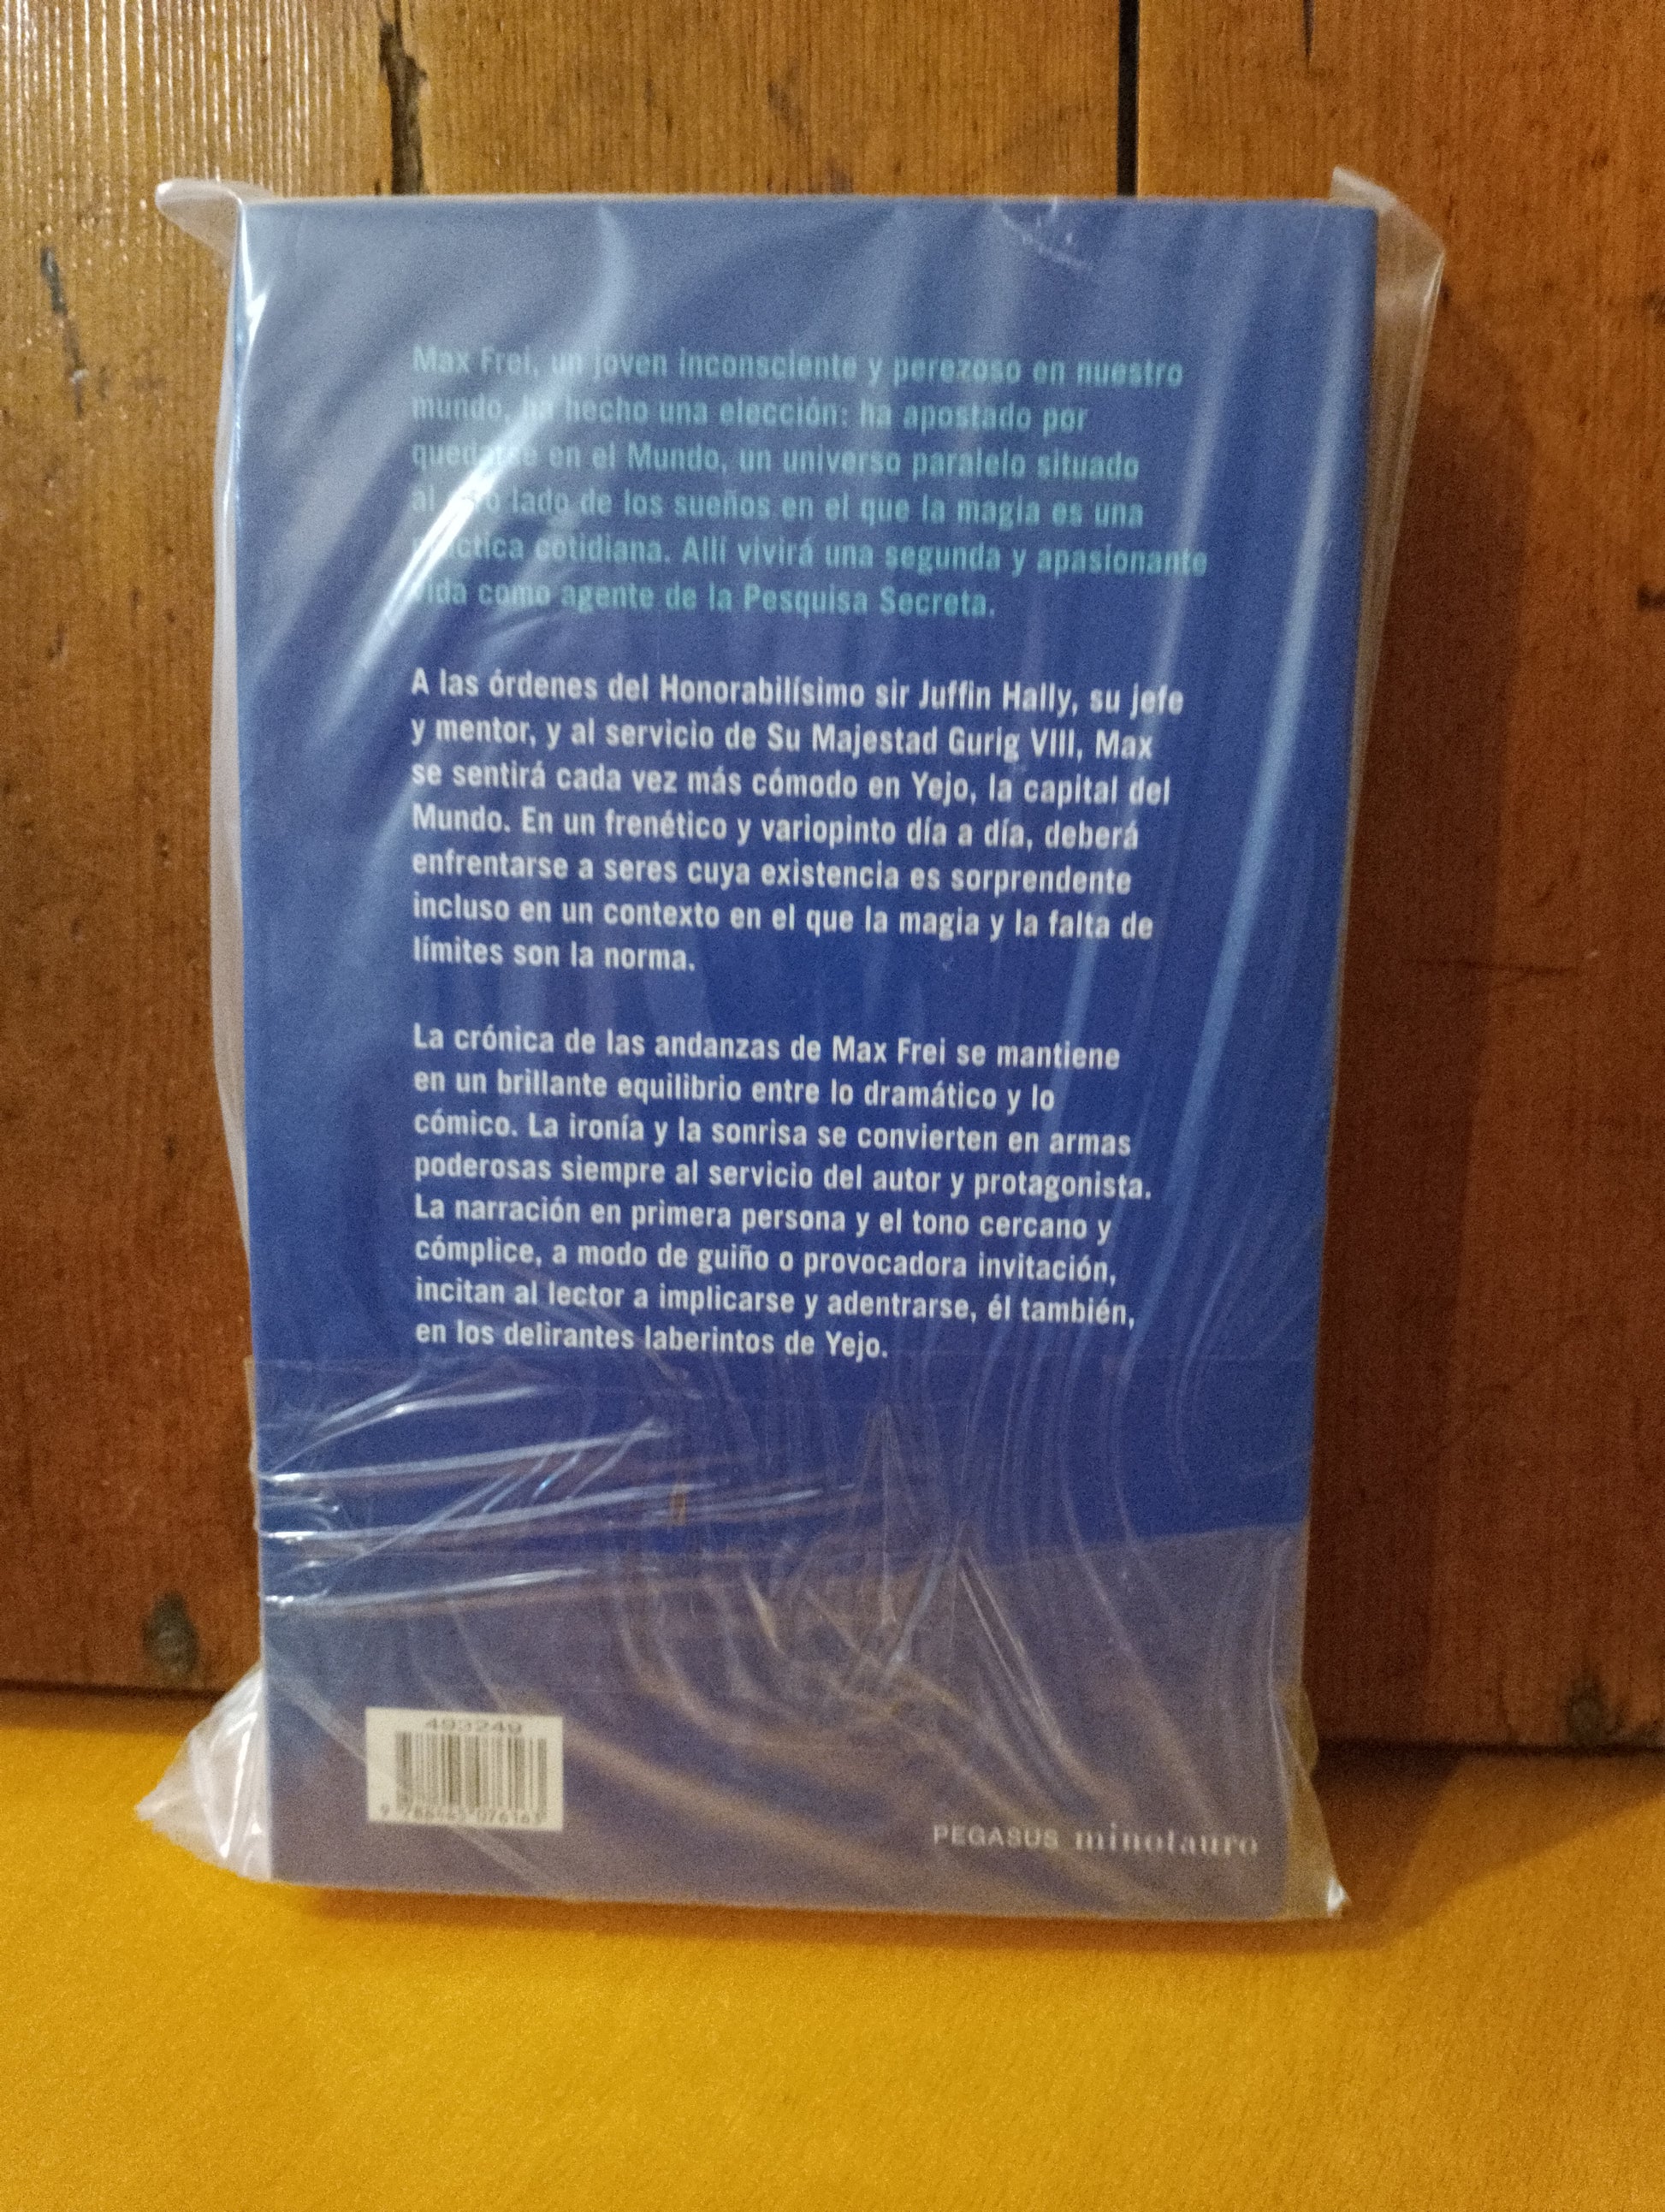 Max Frei, un joven inconsciente y perezoso en nuestro
mundo, ha hecho una elección: ha apostado por
quedarse en el Mundo, un universo paralelo situado
al otro lado de los sueños en el que la magia es una
práctica cotidiana. Allí vivirá una segunda y apasionante
vida como agente de la Pesquisa Secreta.
A las órdenes del Honorabilísimo sir Juffin Hally, su jefe
y mentor, y al servicio de Su Majestad Gurig VIII, Max
se sentirá cada vez más cómodo en Yejo, la capital del
Mundo. En un frenético y variopinto día a día, deberá
enfrentarse a seres cuya existencia es sorprendente
incluso en un contexto en el que la magia y la falta de
límites son la norma.
La crónica de las andanzas de Max Frei se mantiene
en un brillante equilibrio entre lo dramático y lo
cómico. La ironía y la sonrisa se convierten en armas
poderosas siempre al servicio del autor y protagonista.
La narración en primera persona y el tono cercano y
cómplice, a modo de guiño o provocadora invitación,
incitan al lector a implicarse y adentrarse, él también,
en los delirantes laberintos de Yejo.
493249
PEGASUS minotauro